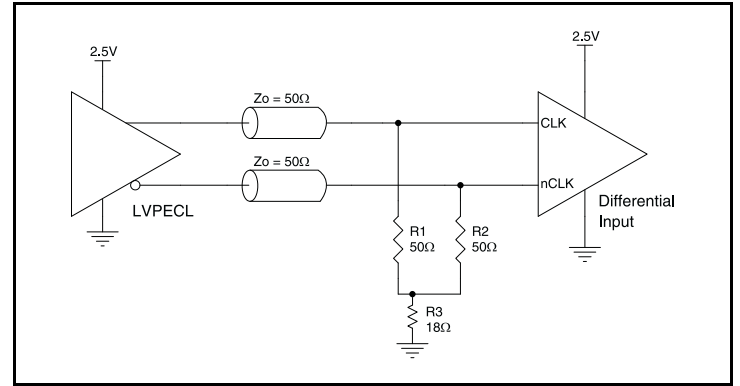 2.5V
2.5V
Zo = 50Ω
CLK
Zo = 50Ω
nCLK
LVPECL
Differential
Input
R1
50Ω
R2
50Ω
R3
18Ω